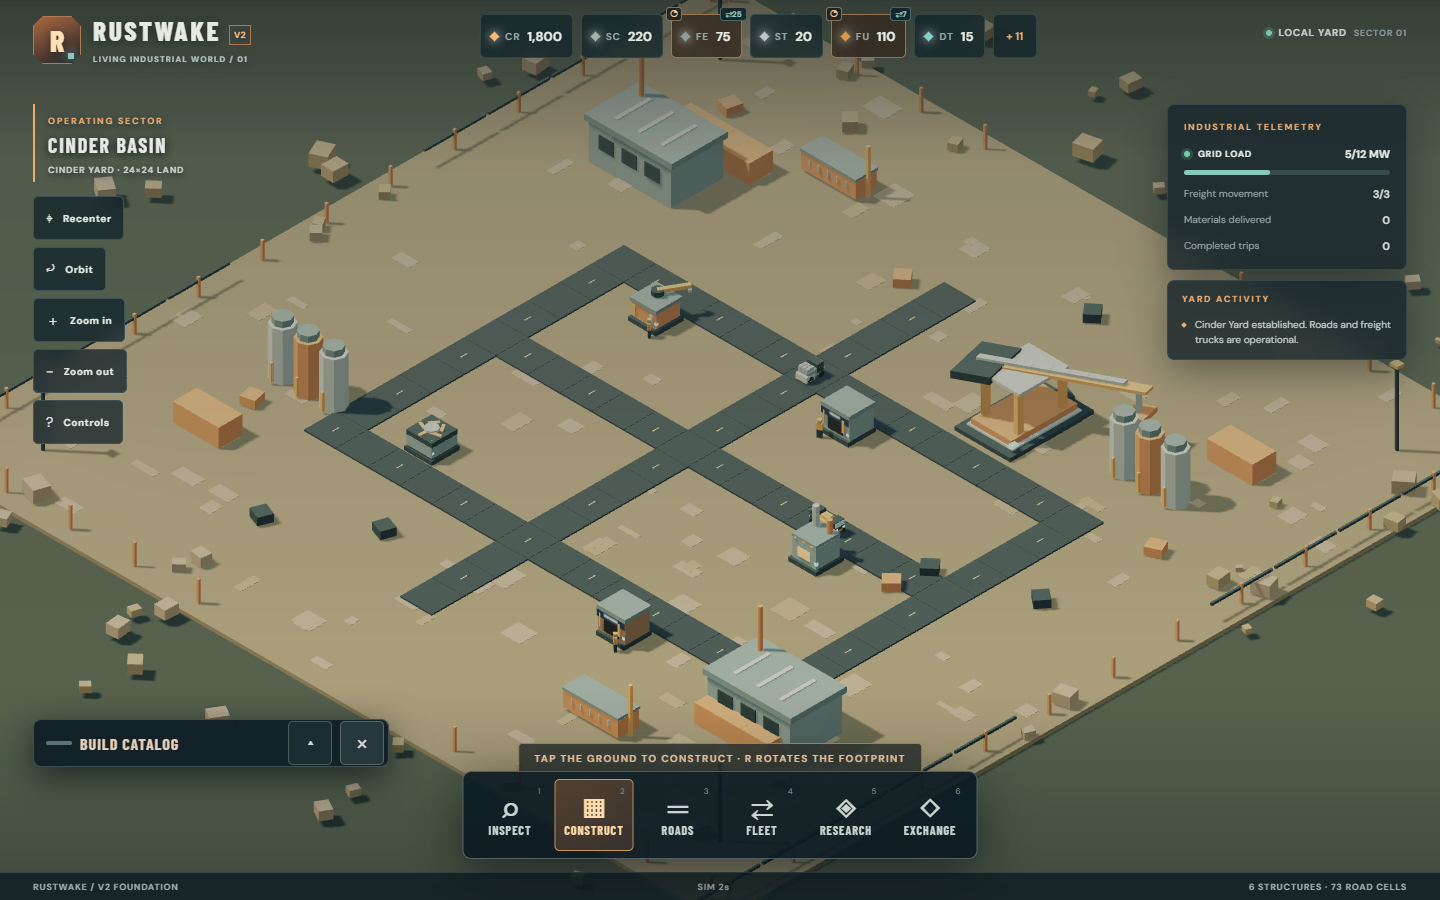 R
RUSTWAKE V2
LIVING INDUSTRIAL WORLD / 01
CR 1,800
SC 220
FE 75
⇄25
ST 20
FU 110
⇄7
DT 15
+ 11
LOCAL YARD SECTOR 01
OPERATING SECTOR
CINDER BASIN
CINDER YARD · 24×24 LAND
Recenter
Orbit
+ Zoom in
− Zoom out
? Controls
INDUSTRIAL TELEMETRY
GRID LOAD 5/12 MW
Freight movement 3/3
Materials delivered 0
Completed trips 0
YARD ACTIVITY
Cinder Yard established. Roads and freight
trucks are operational.
BUILD CATALOG
TAP THE GROUND TO CONSTRUCT · R ROTATES THE FOOTPRINT
1 INSPECT
2 CONSTRUCT
3 ROADS
4 FLEET
5 RESEARCH
6 EXCHANGE
RUSTWAKE / V2 FOUNDATION
SIM 2s
6 STRUCTURES · 73 ROAD CELLS